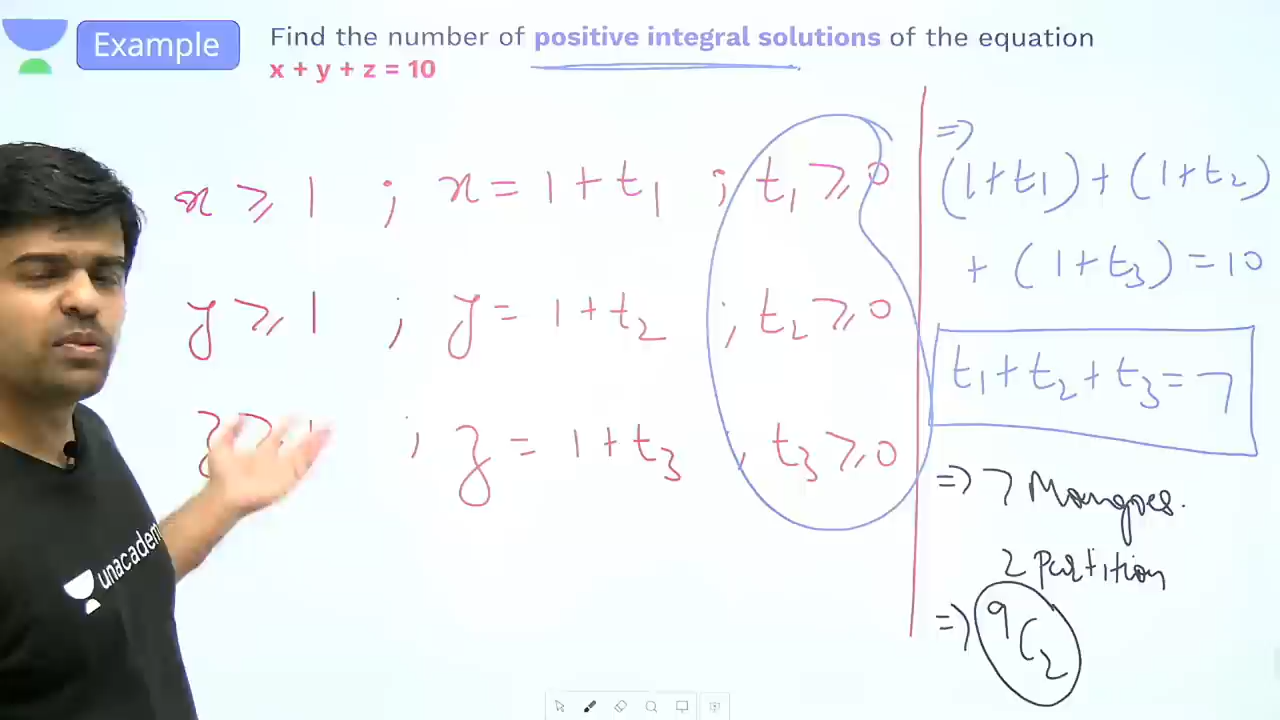 Example
Find the number of positive integral solutions of the equation
x + y + z = 10
x ⩾ 1 ; x = 1 + t₁ ; t₁ ⩾ 0
y ⩾ 1 ; y = 1 + t₂ ; t₂ ⩾ 0
z ⩾ 1 ; z = 1 + t₃ , t₃ ⩾ 0
⇒
(1+t₁) + (1+t₂)
+ (1+t₃) = 10
t₁ + t₂ + t₃ = 7
⇒ 7 Mangoes.
2 Partition
⇒ ⁹C₂
unacadem